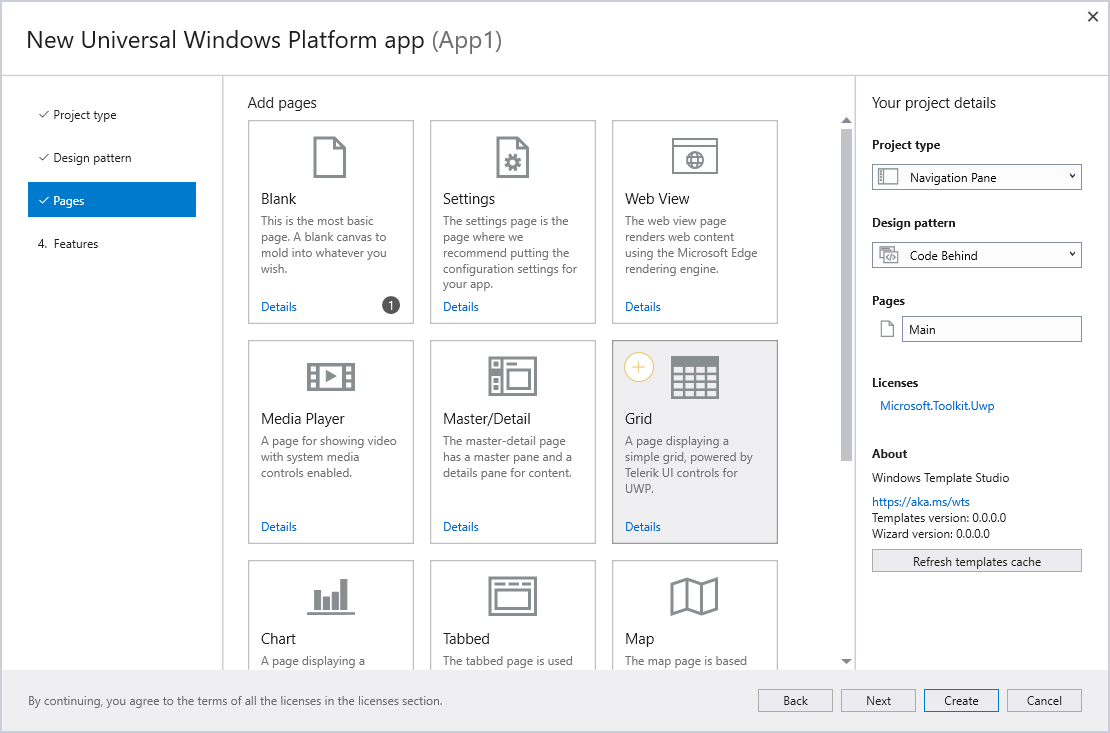 New Universal Windows Platform app (App1)
Project type
Design pattern
Pages
4. Features
Add pages
Blank
This is the most basic
page. A blank canvas to
mold into whatever you
wish.
Details
1
Settings
The settings page is the
page where we
recommend putting the
configuration settings for
your app.
Details
Web View
The web view page
renders web content
using the Microsoft Edge
rendering engine.
Details
Media Player
A page for showing video
with system media
controls enabled.
Details
Master/Detail
The master-detail page
has a master pane and a
details pane for content.
Details
Grid
A page displaying a
simple grid, powered by
Telerik UI controls for
UWP.
Details
Chart
A page displaying a
Tabbed
The tabbed page is used
Map
The map page is based
Your project details
Project type
Navigation Pane
Design pattern
Code Behind
Pages
Main
Licenses
Microsoft.Toolkit.Uwp
About
Windows Template Studio
https://aka.ms/wts
Templates version: 0.0.0.0
Wizard version: 0.0.0.0
Refresh templates cache
By continuing, you agree to the terms of all the licenses in the licenses section.
Back
Next
Create
Cancel